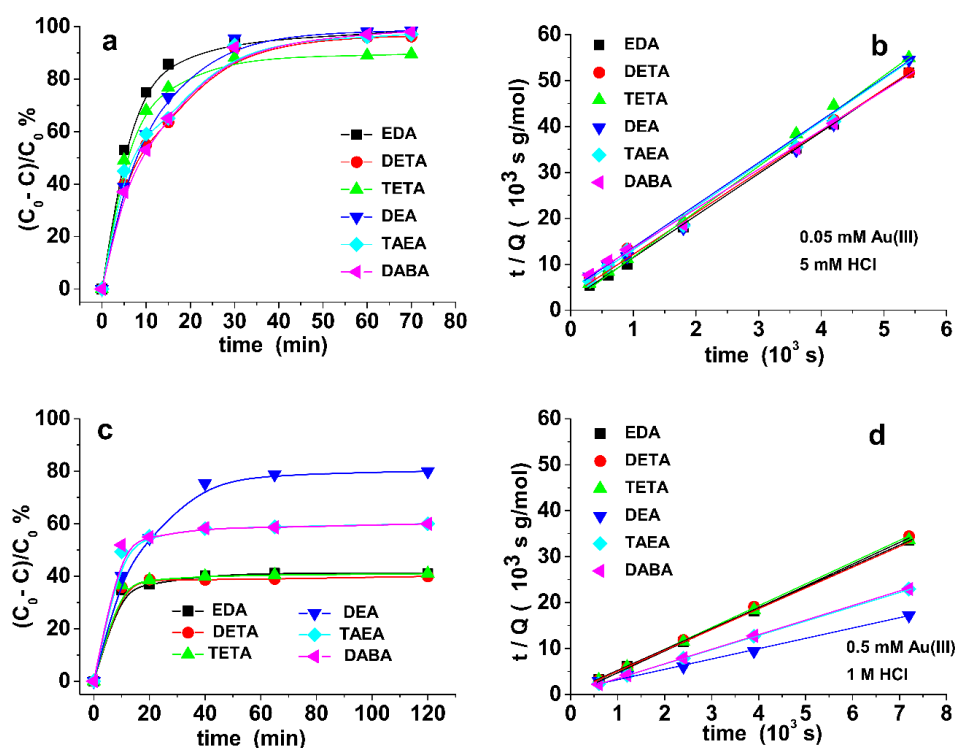 a
(C₀ - C)/C₀ %
100
80
60
40
20
0
EDA
DETA
TETA
DEA
TAEA
DABA
0 10 20 30 40 50 60 70 80
time (min)
b
t / Q ( 10³ s g/mol)
60
50
40
30
20
10
0
EDA
DETA
TETA
DEA
TAEA
DABA
0.05 mM Au(III)
5 mM HCl
0 1 2 3 4 5 6
time (10³ s)
c
(C₀ - C)/C₀ %
100
80
60
40
20
0
EDA
DETA
TETA
DEA
TAEA
DABA
0 20 40 60 80 100 120
time (min)
d
t / Q ( 10³ s g/mol)
60
50
40
30
20
10
0
EDA
DETA
TETA
DEA
TAEA
DABA
0.5 mM Au(III)
1 M HCl
0 1 2 3 4 5 6 7 8
time (10³ s)